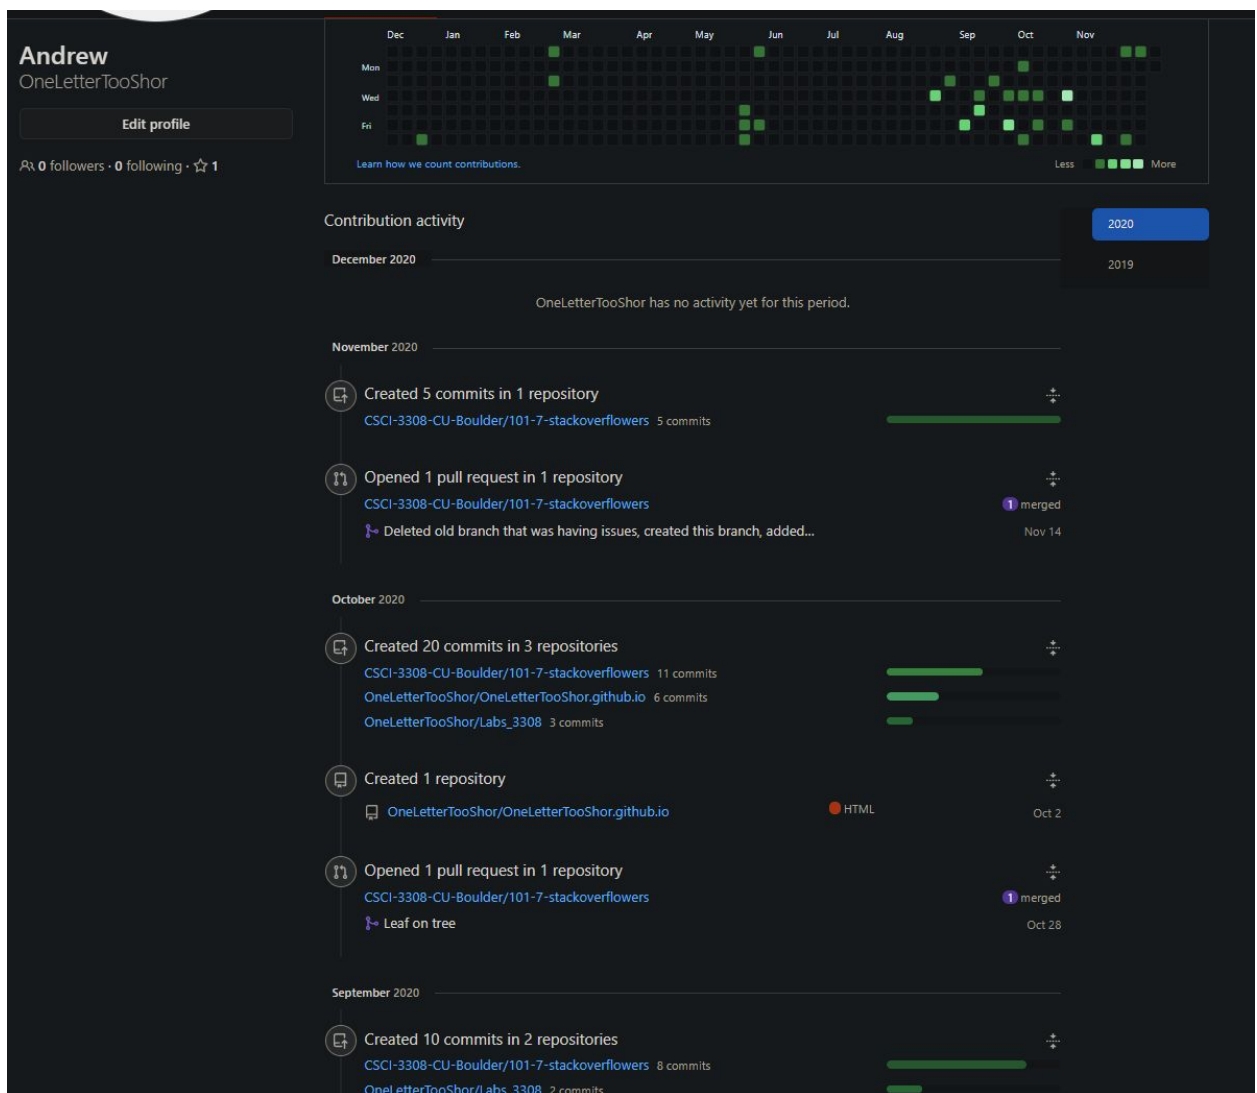 Andrew
OneLetterTooShor
Edit profile
0 followers · 0 following · 1
Dec Jan Feb Mar Apr May Jun Jul Aug Sep Oct Nov
Mon
Wed
Fri
Learn how we count contributions.
Less More
Contribution activity
2020
2019
December 2020
OneLetterTooShor has no activity yet for this period.
November 2020
Created 5 commits in 1 repository
CSCI-3308-CU-Boulder/101-7-stackoverflowers 5 commits
Opened 1 pull request in 1 repository
CSCI-3308-CU-Boulder/101-7-stackoverflowers 1 merged
Deleted old branch that was having issues, created this branch, added... Nov 14
October 2020
Created 20 commits in 3 repositories
CSCI-3308-CU-Boulder/101-7-stackoverflowers 11 commits
OneLetterTooShor/OneLetterTooShor.github.io 6 commits
OneLetterTooShor/Labs_3308 3 commits
Created 1 repository
OneLetterTooShor/OneLetterTooShor.github.io HTML Oct 2
Opened 1 pull request in 1 repository
CSCI-3308-CU-Boulder/101-7-stackoverflowers 1 merged
Leaf on tree Oct 28
September 2020
Created 10 commits in 2 repositories
CSCI-3308-CU-Boulder/101-7-stackoverflowers 8 commits
OneLetterTooShor/Labs_3308 2 commits